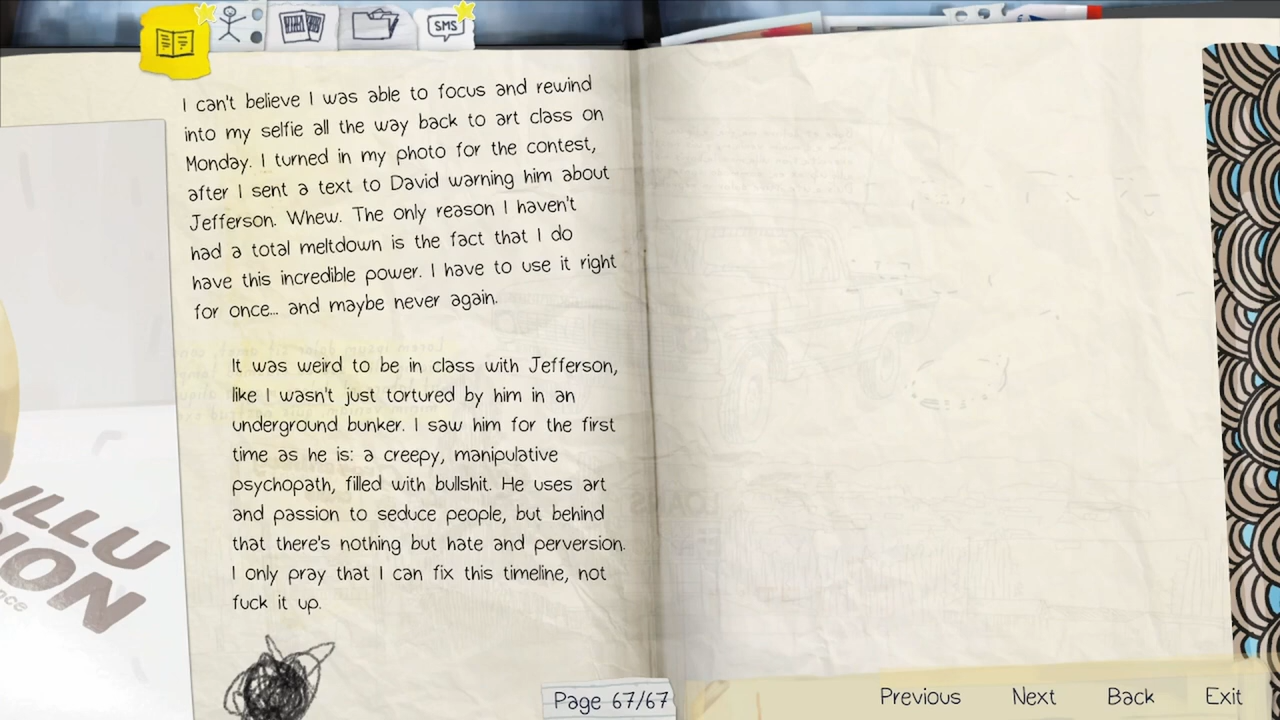 SMS
I can't believe I was able to focus and rewind
into my selfie all the way back to art class on
Monday. I turned in my photo for the contest,
after I sent a text to David warning him about
Jefferson. Whew. The only reason I haven't
had a total meltdown is the fact that I do
have this incredible power. I have to use it right
for once... and maybe never again.
It was weird to be in class with Jefferson,
like I wasn't just tortured by him in an
underground bunker. I saw him for the first
time as he is: a creepy, manipulative
psychopath, filled with bullshit. He uses art
and passion to seduce people, but behind
that there's nothing but hate and perversion.
I only pray that I can fix this timeline, not
fuck it up.
ILLU
ION
nce
Page 67/67
Previous Next Back Exit